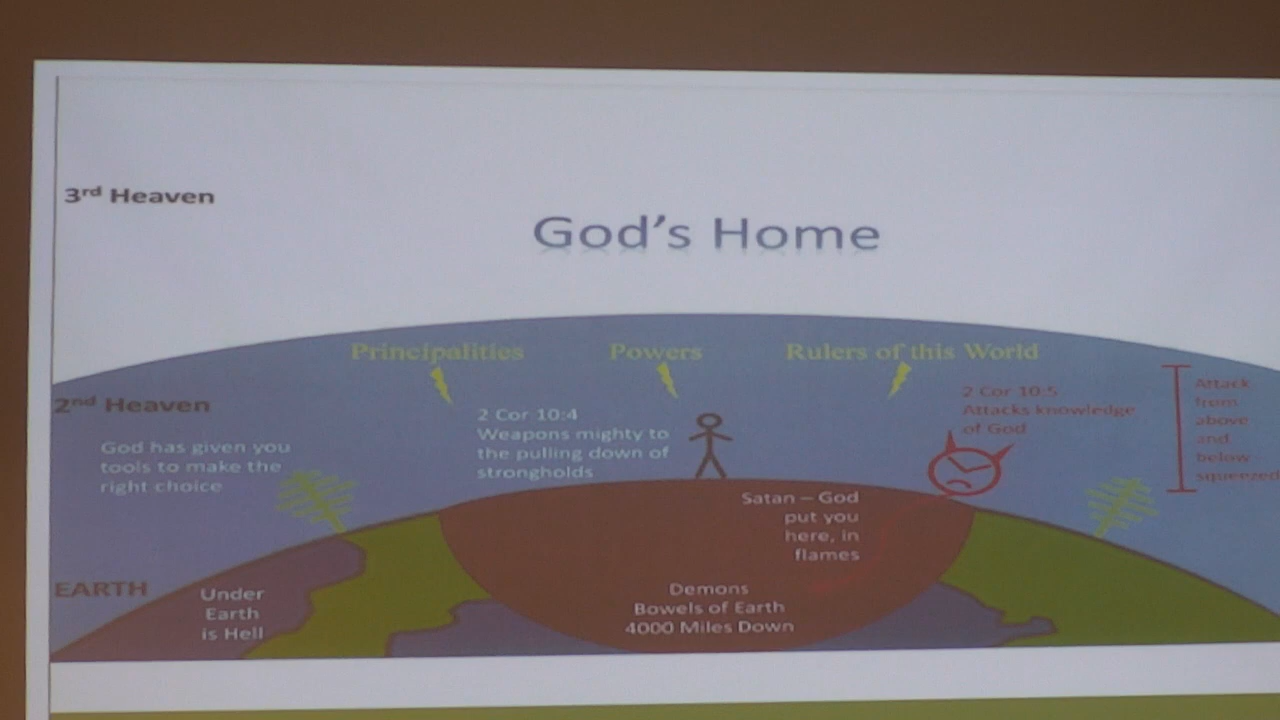 3rd Heaven
God's Home
Principalities
Powers
Rulers of this World
2nd Heaven
2 Cor 10:5
Attacks knowledge
of God
Attack
from
above
and
below
squeezed
2 Cor 10:4
Weapons mighty to
the pulling down of
strongholds
God has given you
tools to make the
right choice
Satan – God
put you
here, in
flames
EARTH
Under
Earth
is Hell
Demons
Bowels of Earth
4000 Miles Down